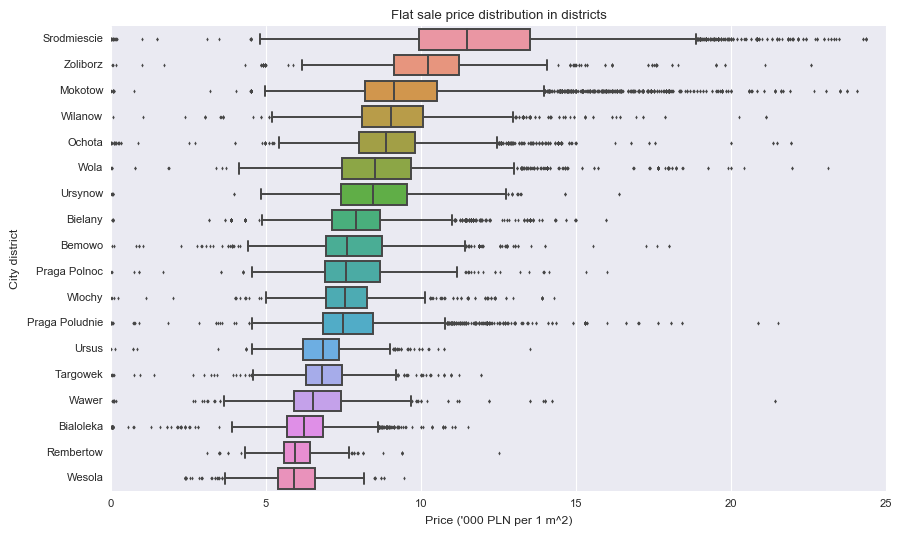 Flat sale price distribution in districts
City district
Srodmiescie
Zoliborz
Mokotow
Wilanow
Ochota
Wola
Ursynow
Bielany
Bemowo
Praga Polnoc
Wlochy
Praga Poludnie
Ursus
Targowek
Wawer
Bialoleka
Rembertow
Wesola
0 5 10 15 20 25
Price ('000 PLN per 1 m^2)